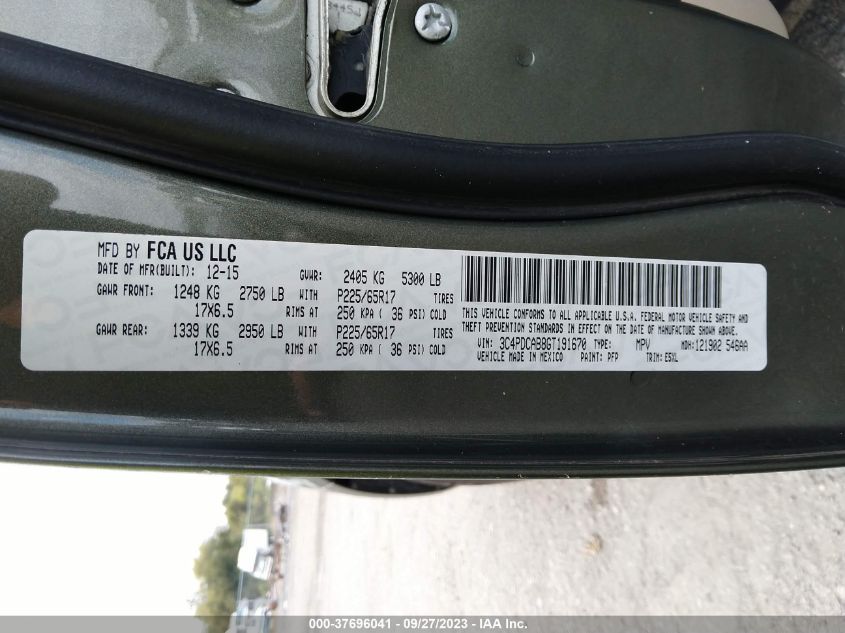 MFD BY FCA US LLC
DATE OF MFR(BUILT): 12-15 GVWR: 2405 KG 5300 LB
GAWR FRONT: 1248 KG 2750 LB WITH P225/65R17 TIRES
17X6.5 RIMS AT 250 KPA ( 36 PSI) COLD
GAWR REAR: 1339 KG 2950 LB WITH P225/65R17 TIRES
17X6.5 RIMS AT 250 KPA ( 36 PSI) COLD
THIS VEHICLE CONFORMS TO ALL APPLICABLE U.S.A. FEDERAL MOTOR VEHICLE SAFETY AND
THEFT PREVENTION STANDARDS IN EFFECT ON THE DATE OF MANUFACTURE SHOWN ABOVE.
VIN: 3C4PDCAB8GT191670 TYPE: MPV MDH:121902 546AA
VEHICLE MADE IN MEXICO PAINT: PFP TRIM: E5XL
000-37696041 - 09/27/2023 - IAA Inc.